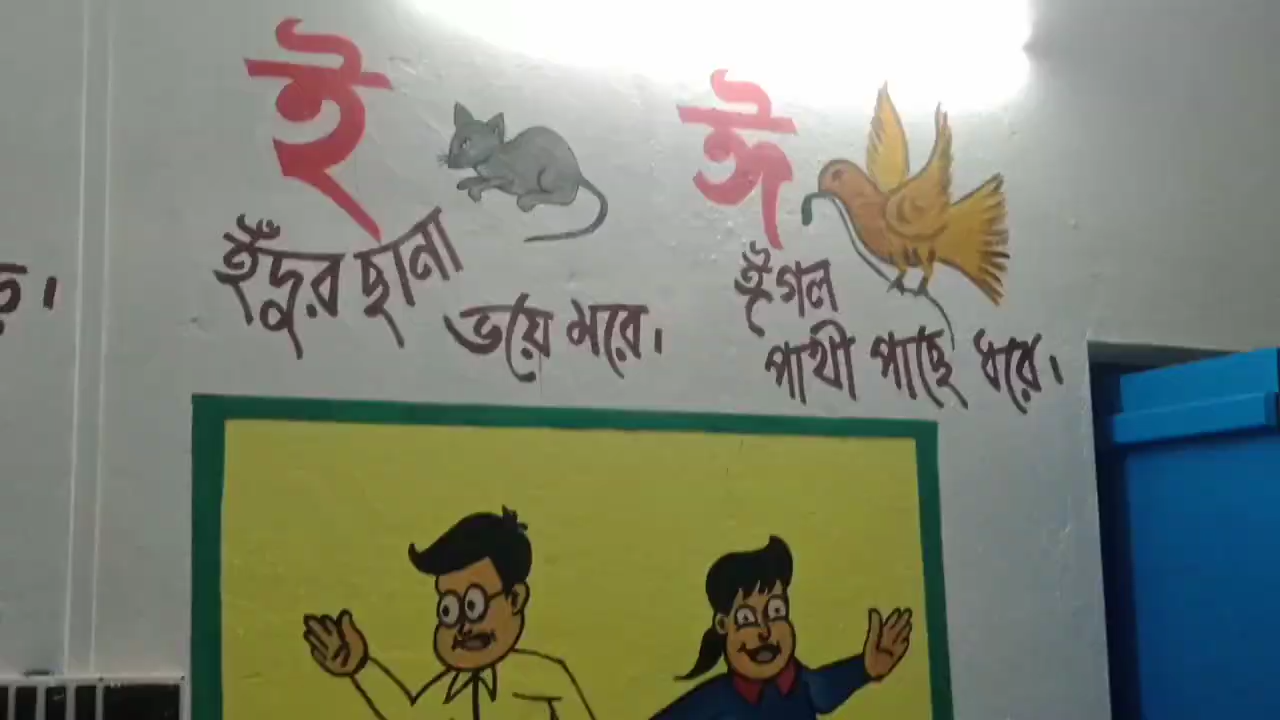 ই
ইঁদুর ছানা
ভয়ে মরে।
ঈ
ঈগল
পাখী পাছে ধরে।